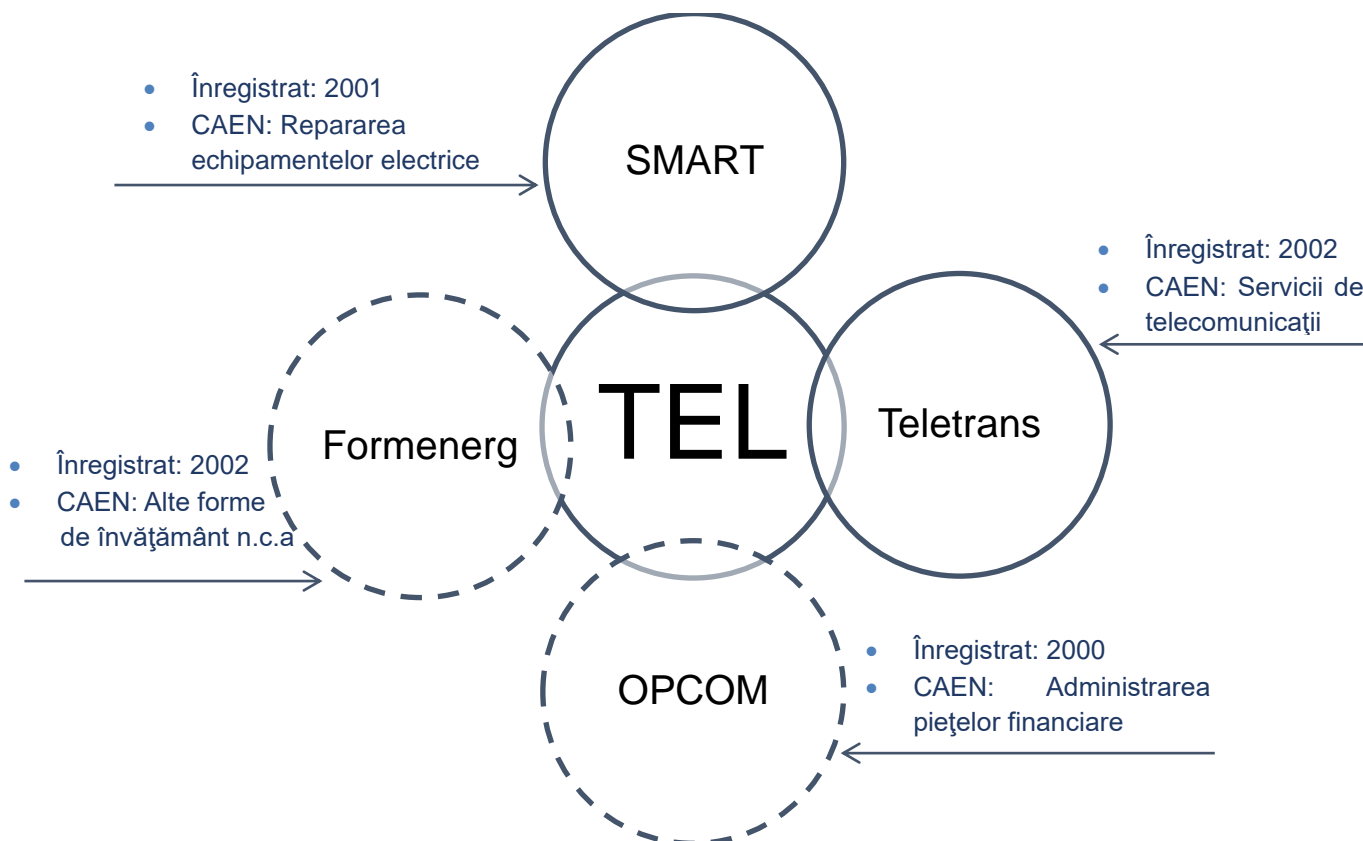 • Înregistrat: 2001
• CAEN: Repararea
echipamentelor electrice
SMART
• Înregistrat: 2002
• CAEN: Servicii de
telecomunicaţii
TEL
Teletrans
Formenerg
• Înregistrat: 2002
• CAEN: Alte forme
de învăţământ n.c.a
OPCOM
• Înregistrat: 2000
• CAEN: Administrarea
pieţelor financiare